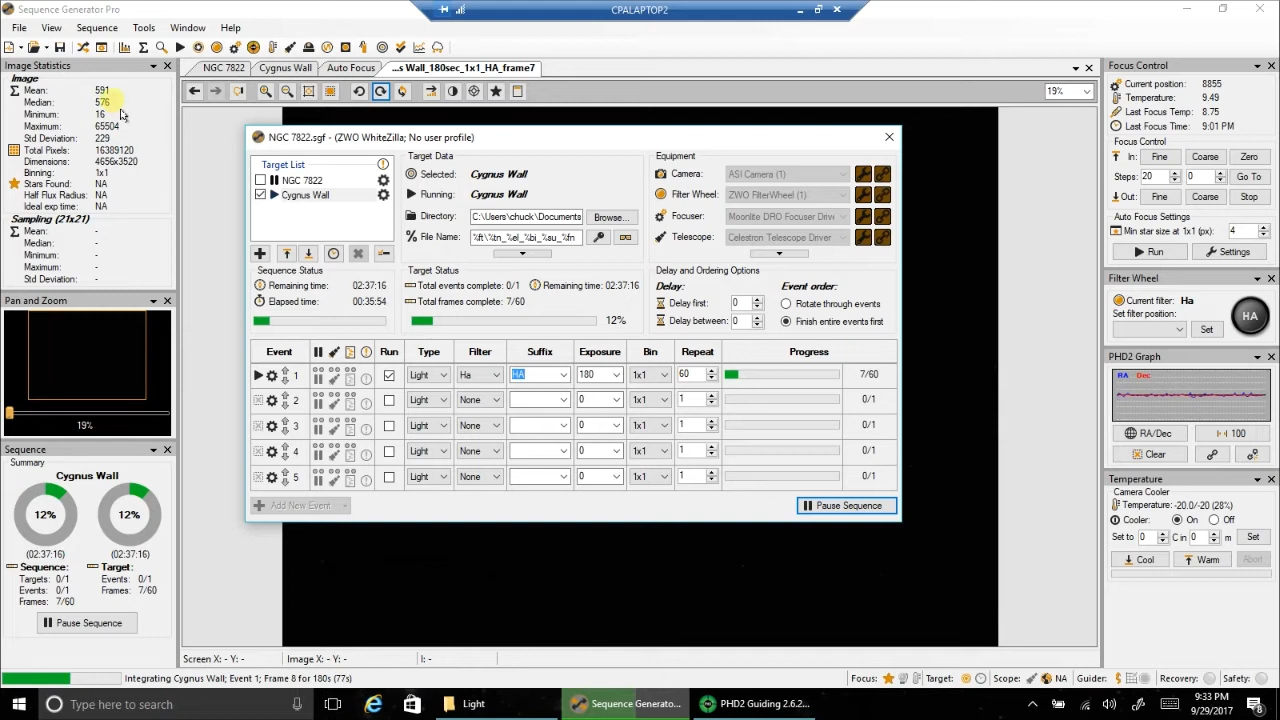 Sequence Generator Pro
CPALAPTOP2
File View Sequence Tools Window Help
Image Statistics
Image
Mean: 591
Median: 576
Minimum: 16
Maximum: 65504
Std Deviation: 229
Total Pixels: 16389120
Dimensions: 4656x3520
Binning: 1x1
Stars Found: NA
Half Flux Radius: NA
Ideal exp time: NA
Sampling (21x21)
Mean: -
Median: -
Minimum: -
Maximum: -
Std Deviation: -
Pan and Zoom
19%
Sequence
Summary
Cygnus Wall
12% 12%
(02:37:16) (02:37:16)
Sequence: Target:
Targets: 0/1 Events: 0/1
Events: 0/1 Frames: 7/60
Frames: 7/60
Pause Sequence
NGC 7822 Cygnus Wall Auto Focus ...s Wall_180sec_1x1_HA_frame7
19%
NGC 7822.sgf - (ZWO WhiteZilla; No user profile)
Target List
NGC 7822
Cygnus Wall
Target Data
Selected: Cygnus Wall
Running: Cygnus Wall
Directory: C:\Users\chuck\Documents Browse...
File Name: %ft\%tn_%el_%bi_%su_%fn
Equipment
Camera: ASI Camera (1)
Filter Wheel: ZWO FilterWheel (1)
Focuser: Moonlite DRO Focuser Drive
Telescope: Celestron Telescope Driver
Sequence Status
Remaining time: 02:37:16
Elapsed time: 00:35:54
Target Status
Total events complete: 0/1 Remaining time: 02:37:16
Total frames complete: 7/60
12%
Delay and Ordering Options
Delay: Event order:
Delay first: 0 Rotate through events
Delay between: 0 Finish entire events first
Event Run Type Filter Suffix Exposure Bin Repeat Progress
1 Light Ha HA 180 1x1 60 7/60
2 Light None 0 1x1 1 0/1
3 Light None 0 1x1 1 0/1
4 Light None 0 1x1 1 0/1
5 Light None 0 1x1 1 0/1
Add New Event Pause Sequence
Screen X: - Y: - Image X: - Y: - I: -
Focus Control
Current position: 8855
Temperature: 9.49
Last Focus Temp: 8.75
Last Focus Time: 9:01 PM
Focus Control
In: Fine Coarse Zero
Steps: 20 0 Go To
Out: Fine Coarse Stop
Auto Focus Settings
Min star size at 1x1 (px): 4
Run Settings
Filter Wheel
Current filter: Ha
Set filter position:
Set
HA
PHD2 Graph
RA/ Dec
RA/Dec 100
Clear
Temperature
Camera Cooler
Temperature: -20.0/-20 (28%)
Cooler: On Off
Set to 0 C in 0 m Set
Cool Warm Abort
Integrating Cygnus Wall; Event 1; Frame 8 for 180s (77s)
Focus: Target: Scope: NA Guider: Recovery: Safety:
Type here to search
Light
Sequence Generato...
PHD2 Guiding 2.6.2...
9:33 PM
9/29/2017
8